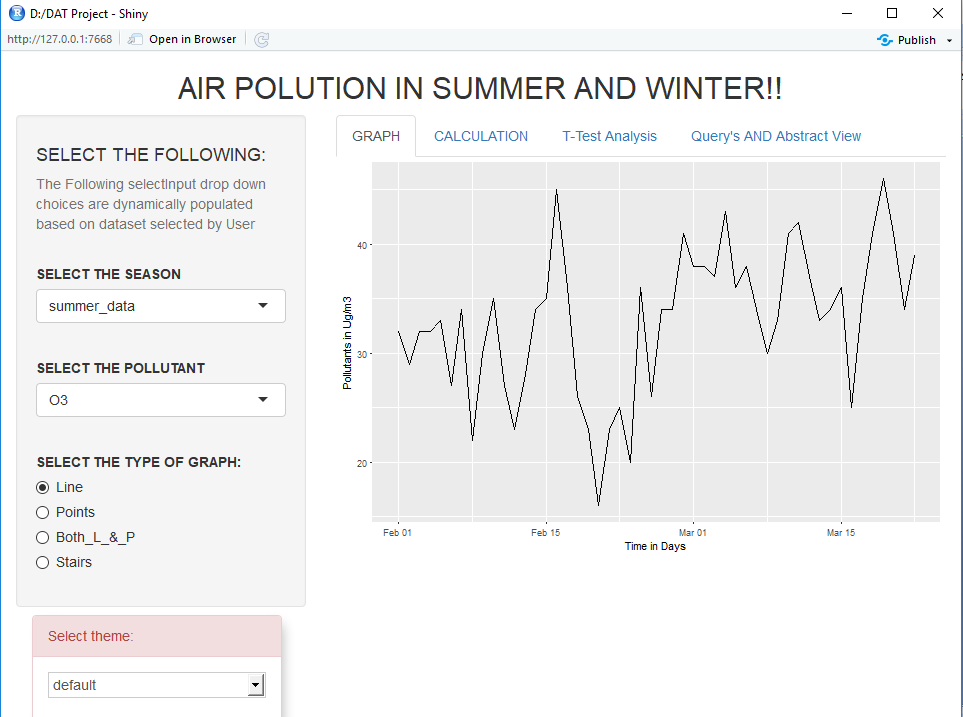 D:/DAT Project - Shiny
http://127.0.0.1:7668 Open in Browser Publish
AIR POLUTION IN SUMMER AND WINTER!!
SELECT THE FOLLOWING:
The Following selectInput drop down
choices are dynamically populated
based on dataset selected by User
SELECT THE SEASON
summer_data
SELECT THE POLLUTANT
O3
SELECT THE TYPE OF GRAPH:
Line
Points
Both_L_&_P
Stairs
Select theme:
default
GRAPH CALCULATION T-Test Analysis Query's AND Abstract View
Pollutants in Ug/m3
40
30
20
Feb 01 Feb 15 Mar 01 Mar 15
Time in Days